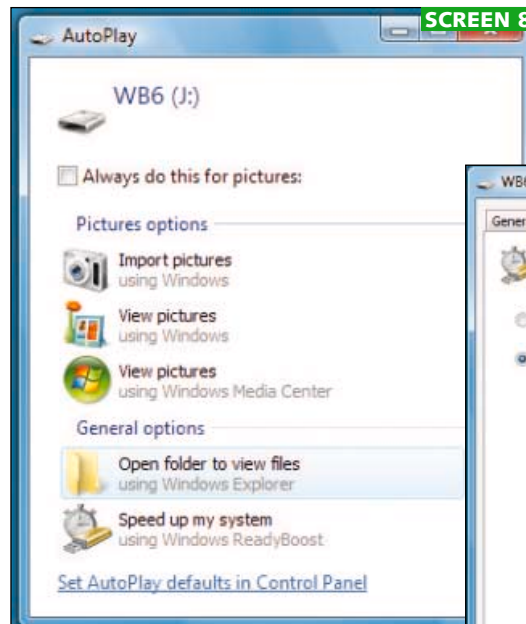 SCREEN 8
AutoPlay
WB6 (J:)
Always do this for pictures:
Pictures options
Import pictures
using Windows
View pictures
using Windows
View pictures
using Windows Media Center
General options
Open folder to view files
using Windows Explorer
Speed up my system
using Windows ReadyBoost
Set AutoPlay defaults in Control Panel
WB6
Gener